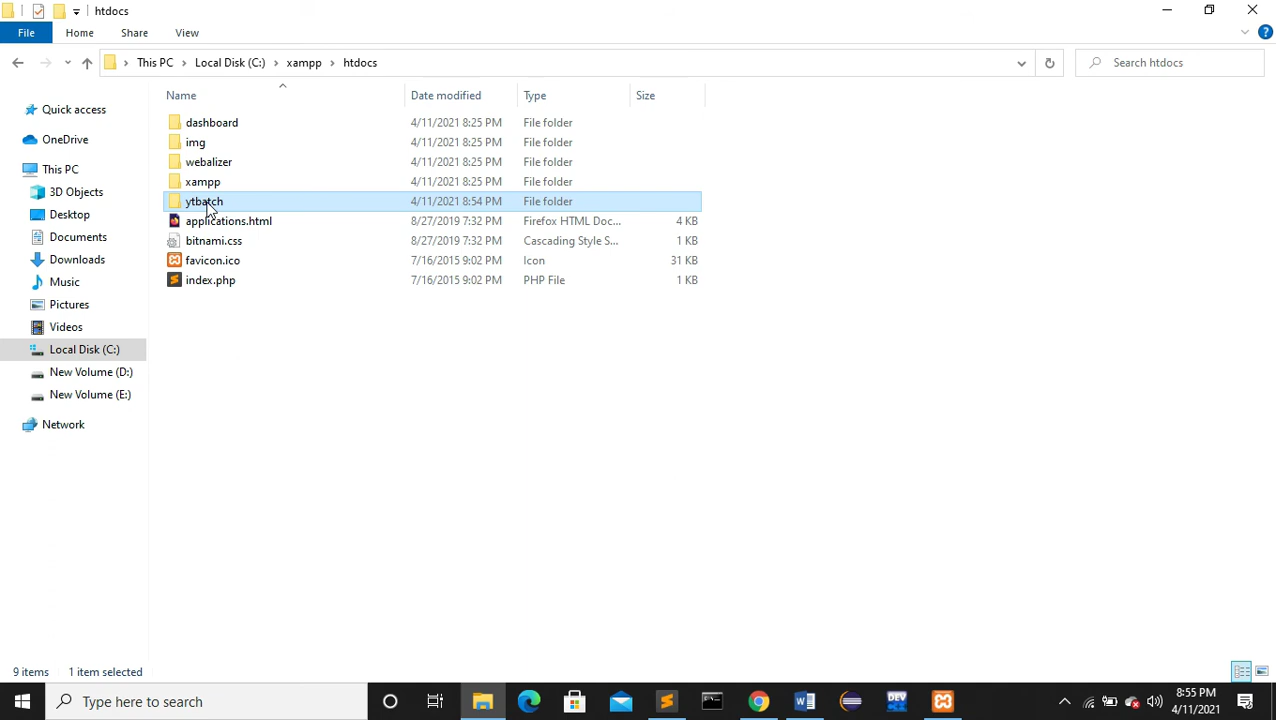 htdocs
File Home Share View
This PC Local Disk (C:) xampp htdocs Search htdocs
Name Date modified Type Size
Quick access
OneDrive
This PC
3D Objects
Desktop
Documents
Downloads
Music
Pictures
Videos
Local Disk (C:)
New Volume (D:)
New Volume (E:)
Network
dashboard 4/11/2021 8:25 PM File folder
img 4/11/2021 8:25 PM File folder
webalizer 4/11/2021 8:25 PM File folder
xampp 4/11/2021 8:25 PM File folder
ytbatch 4/11/2021 8:54 PM File folder
applications.html 8/27/2019 7:32 PM Firefox HTML Doc... 4 KB
bitnami.css 8/27/2019 7:32 PM Cascading Style S... 1 KB
favicon.ico 7/16/2015 9:02 PM Icon 31 KB
index.php 7/16/2015 9:02 PM PHP File 1 KB
9 items 1 item selected
Type here to search
DEV
8:55 PM
4/11/2021